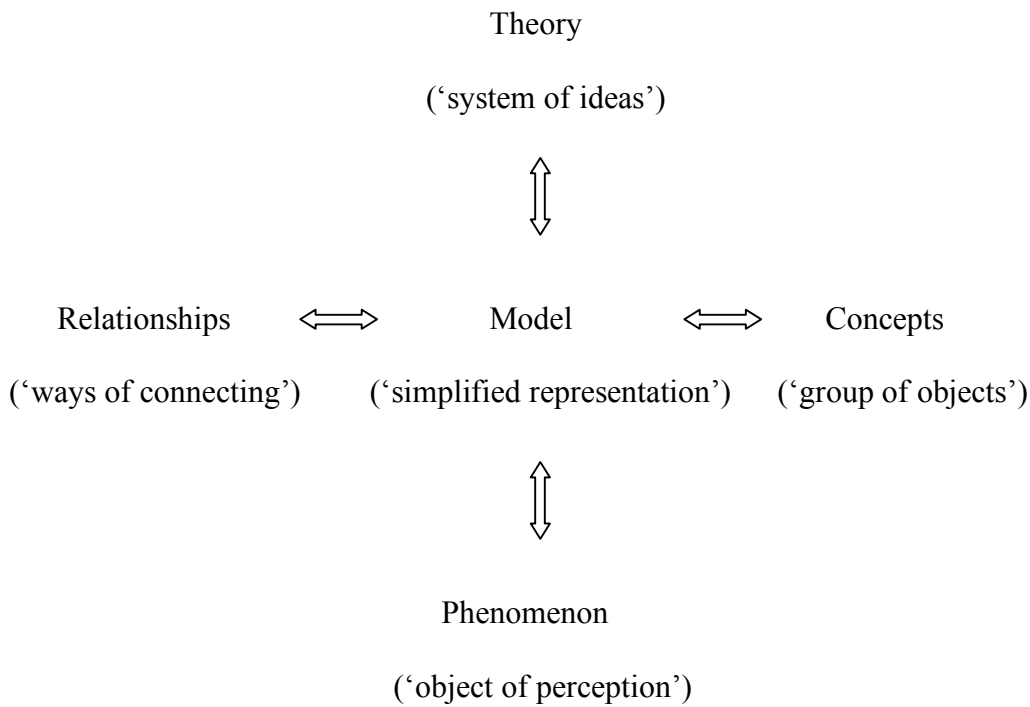 Theory
(‘system of ideas’)
Relationships Model Concepts
(‘ways of connecting’) (‘simplified representation’) (‘group of objects’)
Phenomenon
(‘object of perception’)